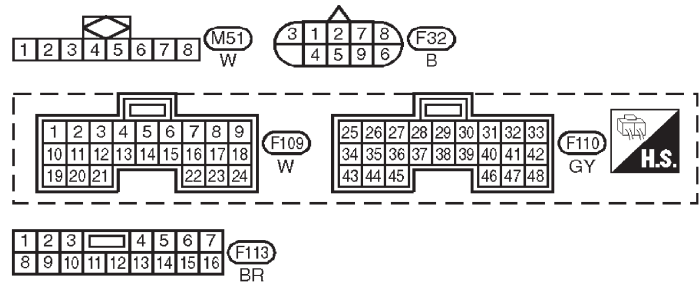 1 2 3 4 5 6 7 8 M51
W
3 1 2 7 8 F32
4 5 9 6 B
1 2 3 4 5 6 7 8 9
10 11 12 13 14 15 16 17 18 F109
19 20 21 22 23 24 W
25 26 27 28 29 30 31 32 33
34 35 36 37 38 39 40 41 42 F110
43 44 45 46 47 48 GY
H.S.
1 2 3 4 5 6 7
8 9 10 11 12 13 14 15 16 F113
BR